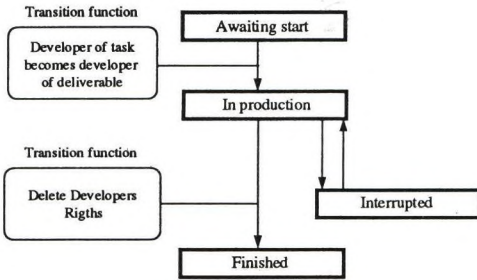 Transition function
Awaiting start
Developer of task
becomes developer
of deliverable
In production
Transition function
Delete Developers
Rigths
Interrupted
Finished